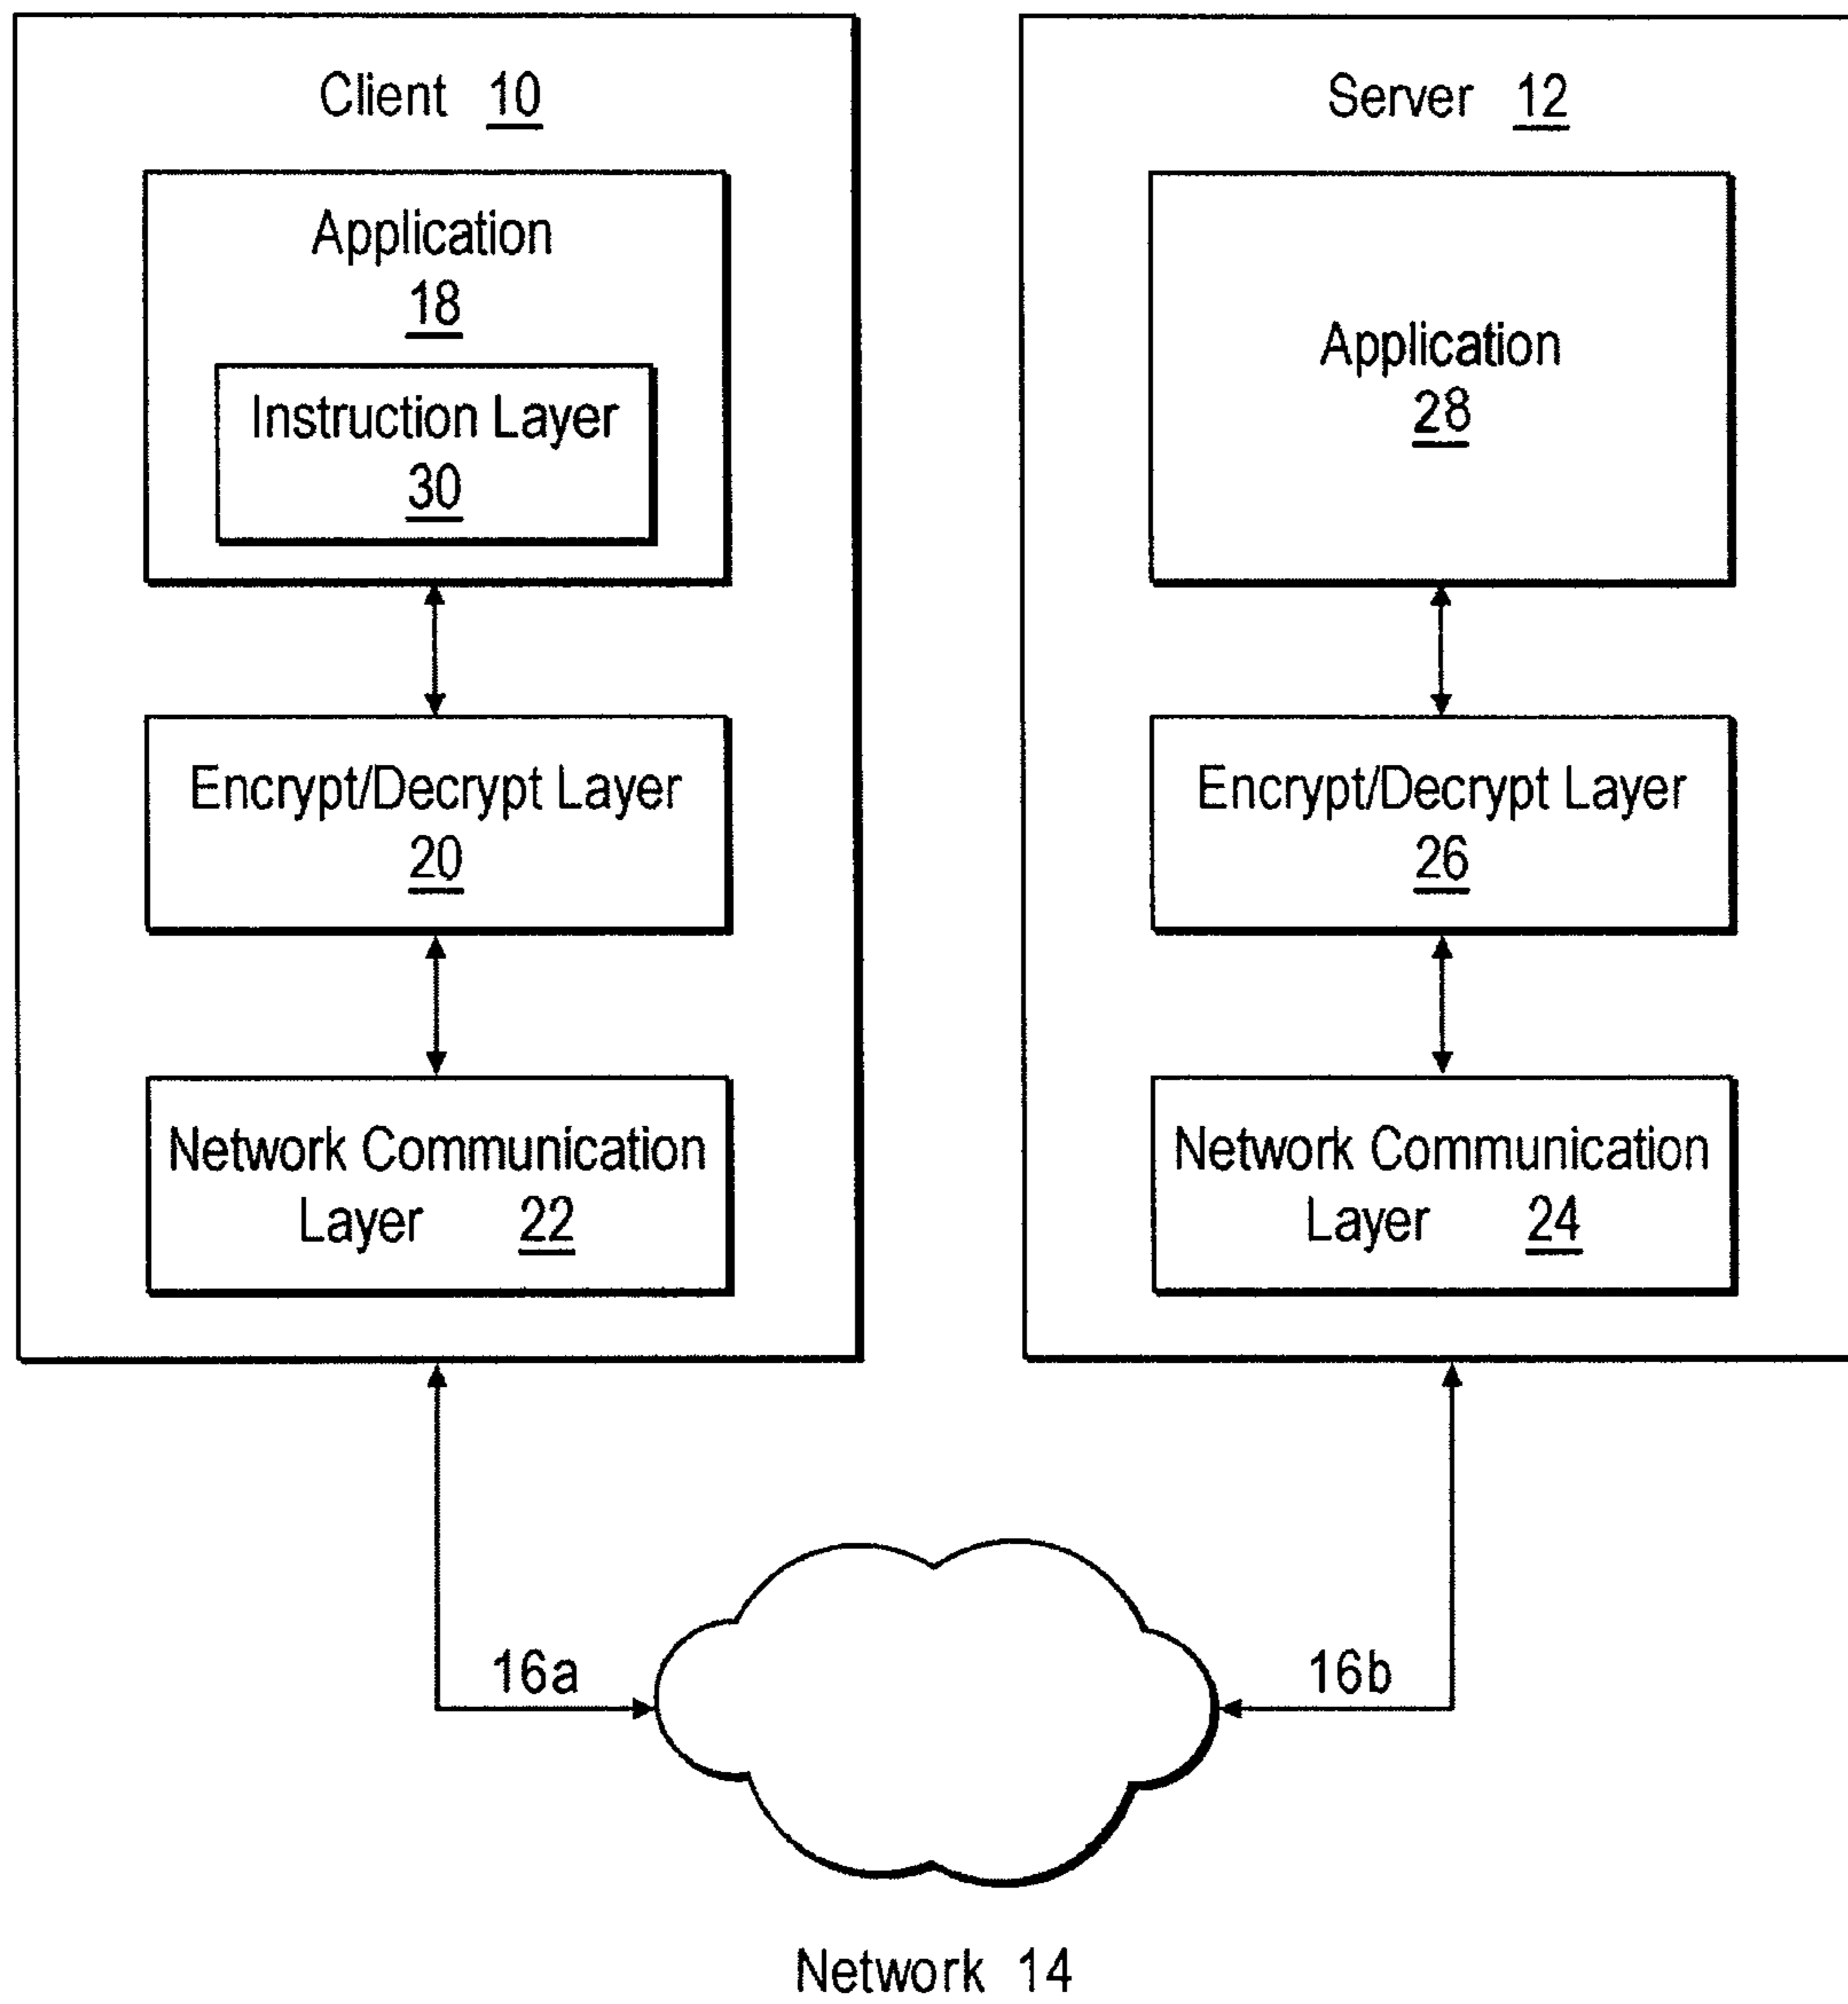 Client 10
Application
18
Instruction Layer
30
Encrypt/Decrypt Layer
20
Network Communication
Layer 22
Server 12
Application
28
Encrypt/Decrypt Layer
26
Network Communication
Layer 24
16a
16b
Network 14